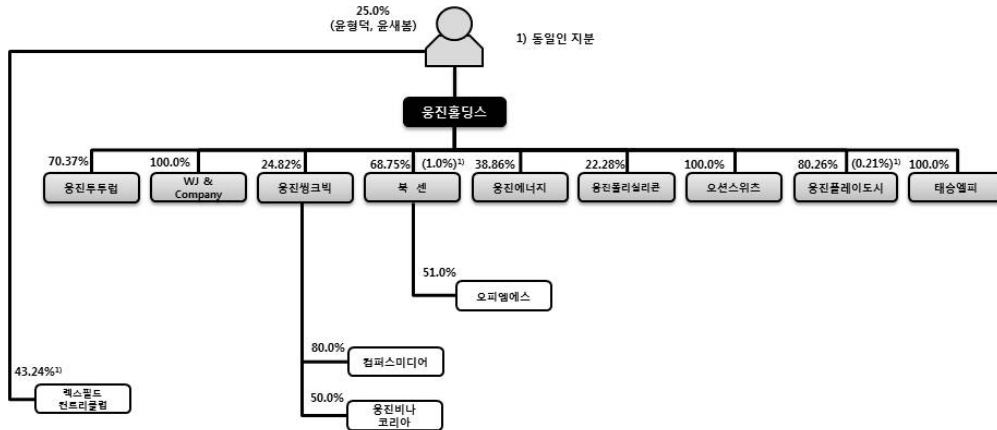 25.0%
(윤형덕, 윤새봄)
1) 동일인 지분
웅진홀딩스
70.37%
100.0%
24.82%
68.75%
(1.0%)¹⁾
38.86%
22.28%
100.0%
80.26%
(0.21%)¹⁾
100.0%
웅진투투럽
WJ &
Company
웅진씽크빅
북 센
웅진에너지
웅진폴리실리콘
오션스위츠
웅진플레이도시
태승엘피
51.0%
오피엠에스
80.0%
컴퍼스미디어
43.24%¹⁾
렉스필드
컨트리클럽
50.0%
웅진비나
코리아